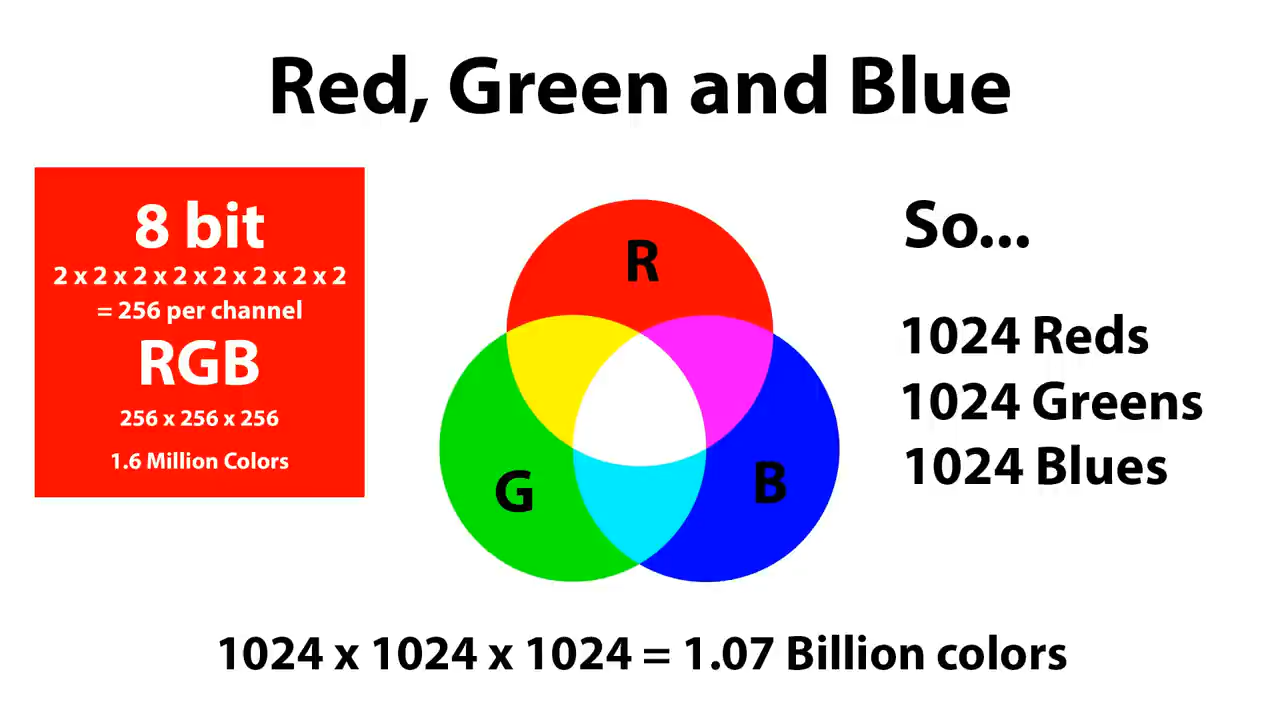 Red, Green and Blue
8 bit
2 x 2 x 2 x 2 x 2 x 2 x 2 x 2
= 256 per channel
RGB
256 x 256 x 256
1.6 Million Colors
R
G
B
So...
1024 Reds
1024 Greens
1024 Blues
1024 x 1024 x 1024 = 1.07 Billion colors